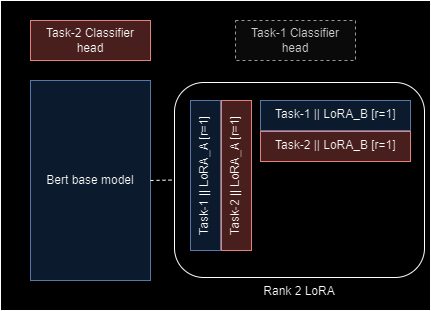 Task-2 Classifier
head
Task-1 Classifier
head
Bert base model
Task-1 || LoRA_A [r=1]
Task-2 || LoRA_A [r=1]
Task-1 || LoRA_B [r=1]
Task-2 || LoRA_B [r=1]
Rank 2 LoRA